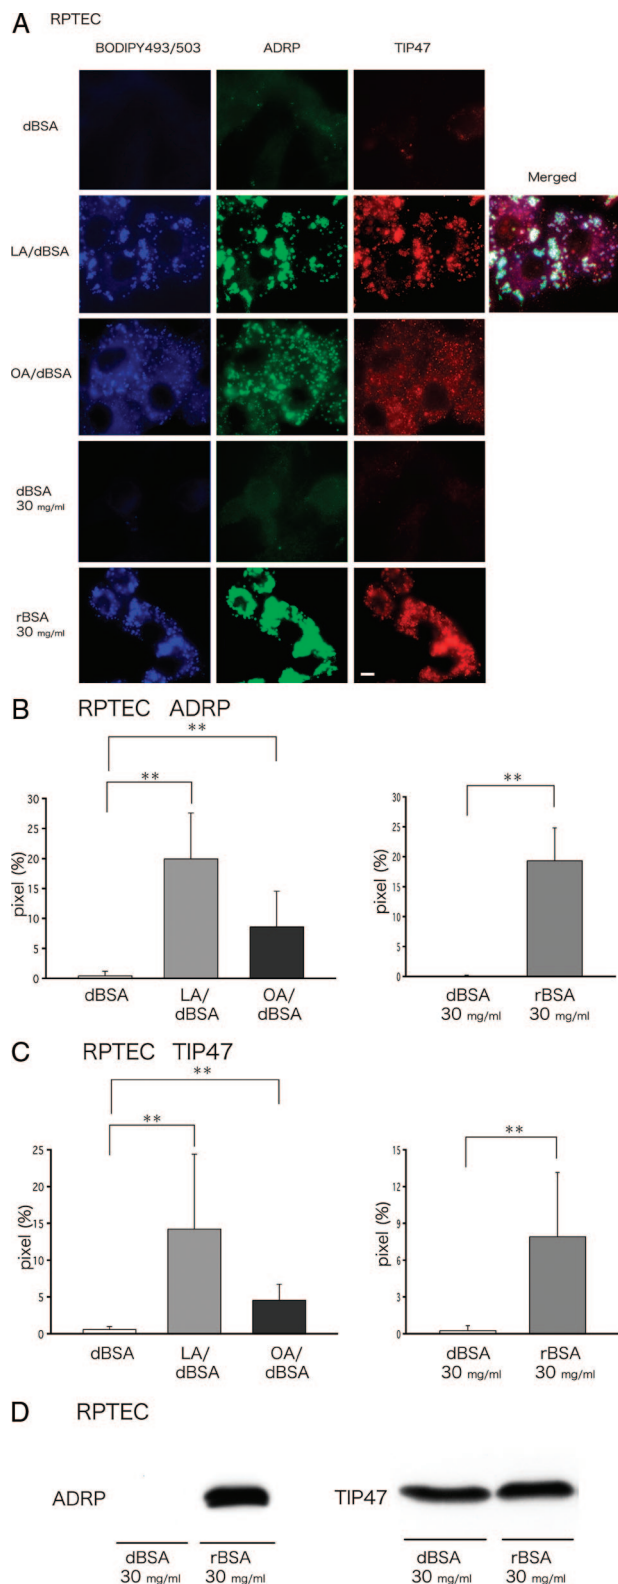 A RPTEC
BODIPY493/503 ADRP TIP47
dBSA
Merged
LA/dBSA
OA/dBSA
dBSA
30 mg/ml
rBSA
30 mg/ml
B RPTEC ADRP
**
** **
30 30
25 25
20 20
15 15
10 10
5 5
0 0
pixel (%) pixel (%)
dBSA LA/ OA/ dBSA rBSA
dBSA dBSA 30 mg/ml 30 mg/ml
C RPTEC TIP47
**
** **
25 15
20 12
15 9
10 6
5 3
0 0
pixel (%) pixel (%)
dBSA LA/ OA/ dBSA rBSA
dBSA dBSA 30 mg/ml 30 mg/ml
D RPTEC
ADRP TIP47
dBSA rBSA dBSA rBSA
30 mg/ml 30 mg/ml 30 mg/ml 30 mg/ml